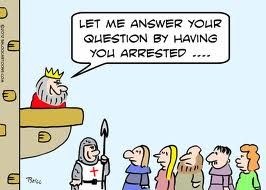 LET ME ANSWER YOUR
QUESTION BY HAVING
YOU ARRESTED ....